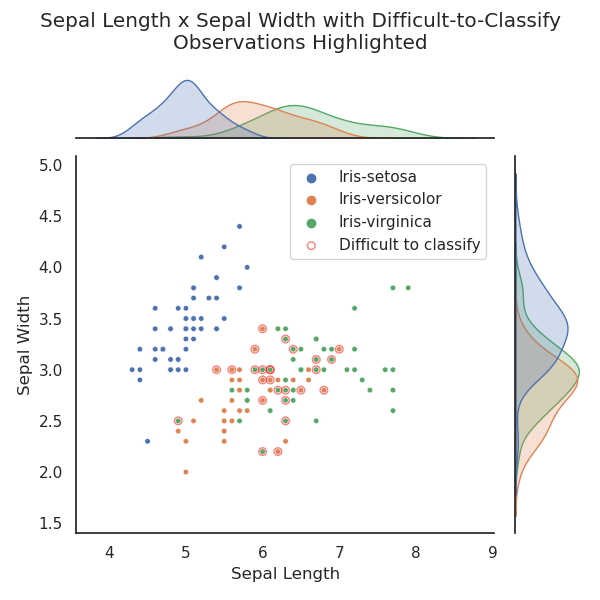 Sepal Length x Sepal Width with Difficult-to-Classify
Observations Highlighted
Iris-setosa
Iris-versicolor
Iris-virginica
Difficult to classify
5.0
4.5
4.0
3.5
3.0
2.5
2.0
1.5
Sepal Width
4 5 6 7 8 9
Sepal Length